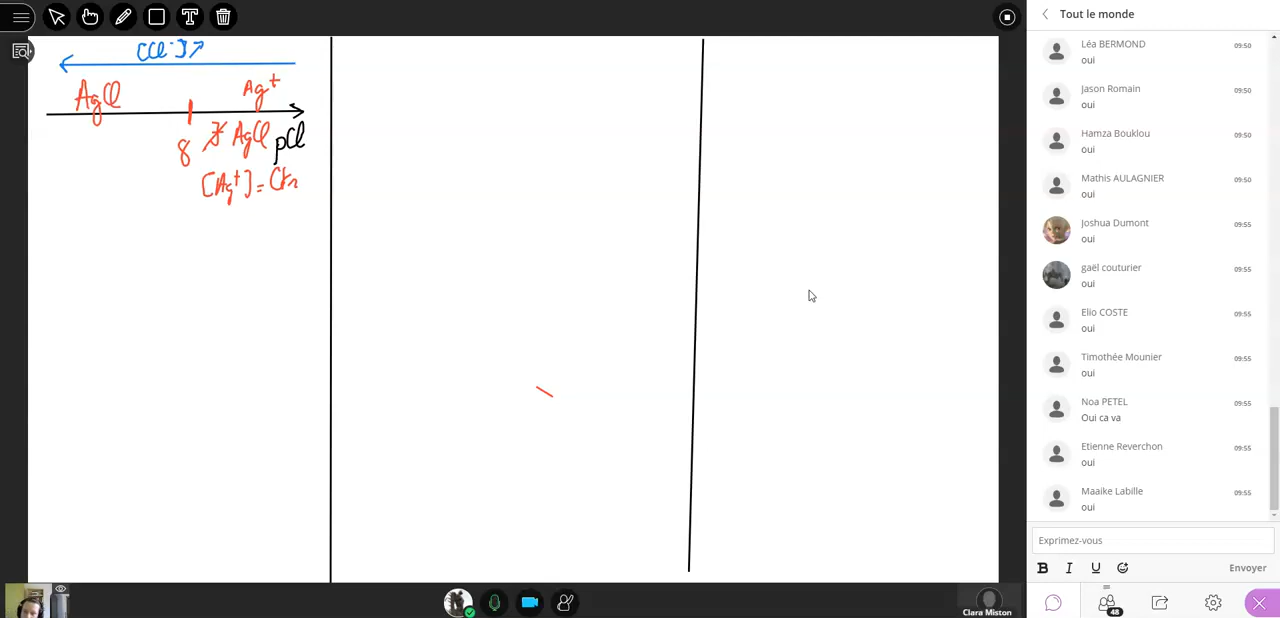 [Cl⁻]↗
AgCl
Ag⁺
8
∄ AgCl
pCl
[Ag⁺] = Ctra
Clara Miston
Tout le monde
Léa BERMOND 09:50
oui
Jason Romain 09:50
oui
Hamza Bouklou 09:50
oui
Mathis AULAGNIER 09:50
oui
Joshua Dumont 09:55
oui
gaël couturier 09:55
oui
Elio COSTE 09:55
oui
Timothée Mounier 09:55
oui
Noa PETEL 09:55
Oui ca va
Etienne Reverchon 09:55
oui
Maaike Labille 09:55
oui
Exprimez-vous
B I U Envoyer
48